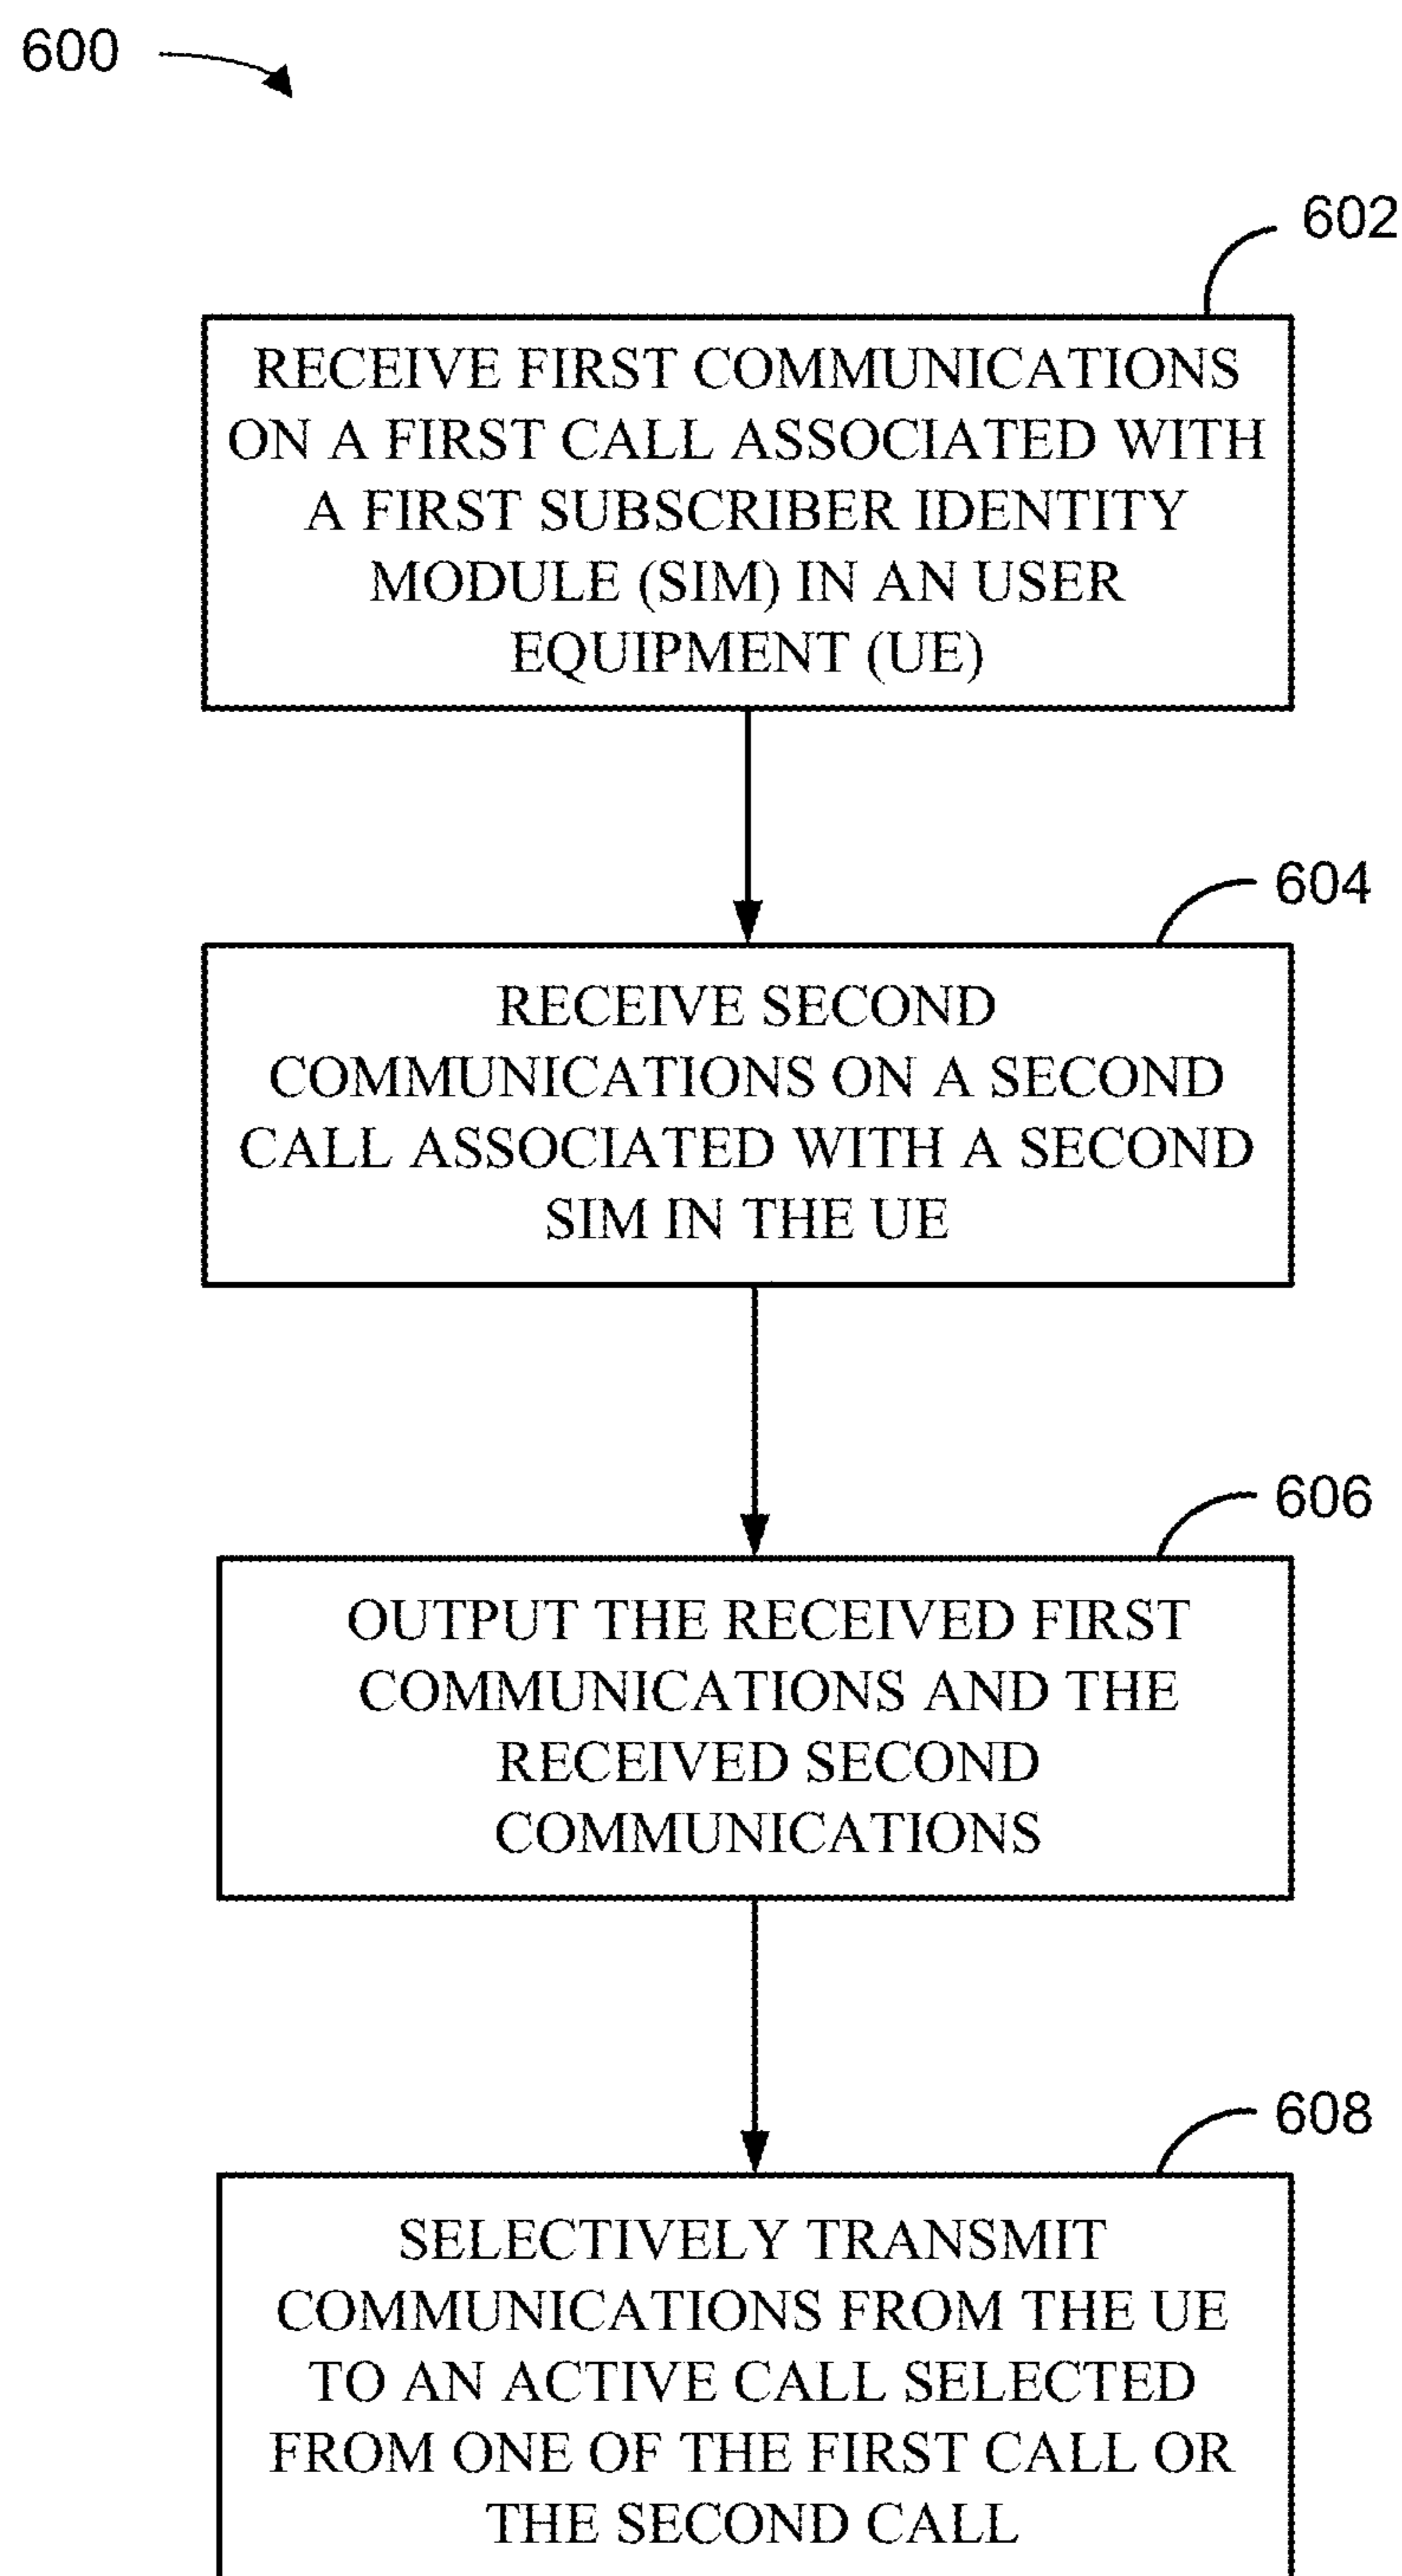 600
602
RECEIVE FIRST COMMUNICATIONS
ON A FIRST CALL ASSOCIATED WITH
A FIRST SUBSCRIBER IDENTITY
MODULE (SIM) IN AN USER
EQUIPMENT (UE)
604
RECEIVE SECOND
COMMUNICATIONS ON A SECOND
CALL ASSOCIATED WITH A SECOND
SIM IN THE UE
606
OUTPUT THE RECEIVED FIRST
COMMUNICATIONS AND THE
RECEIVED SECOND
COMMUNICATIONS
608
SELECTIVELY TRANSMIT
COMMUNICATIONS FROM THE UE
TO AN ACTIVE CALL SELECTED
FROM ONE OF THE FIRST CALL OR
THE SECOND CALL